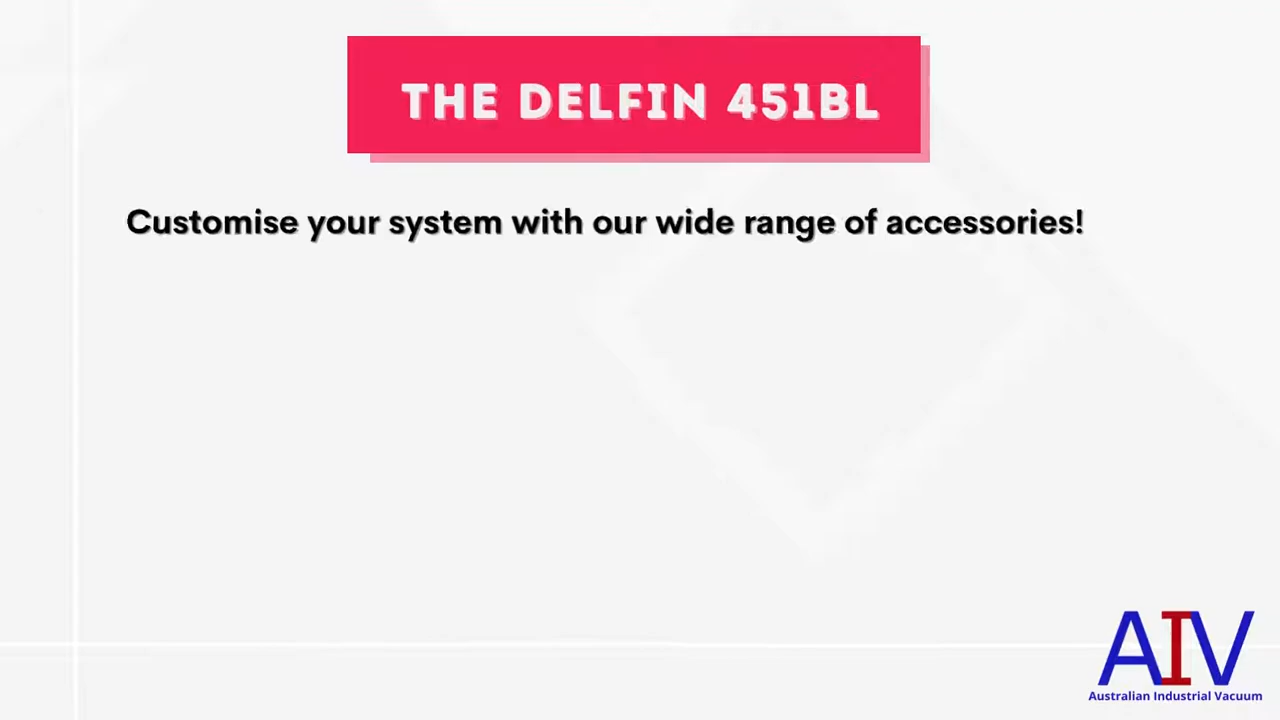 THE DELFIN 451BL
Customise your system with our wide range of accessories!
AIV
Australian Industrial Vacuum